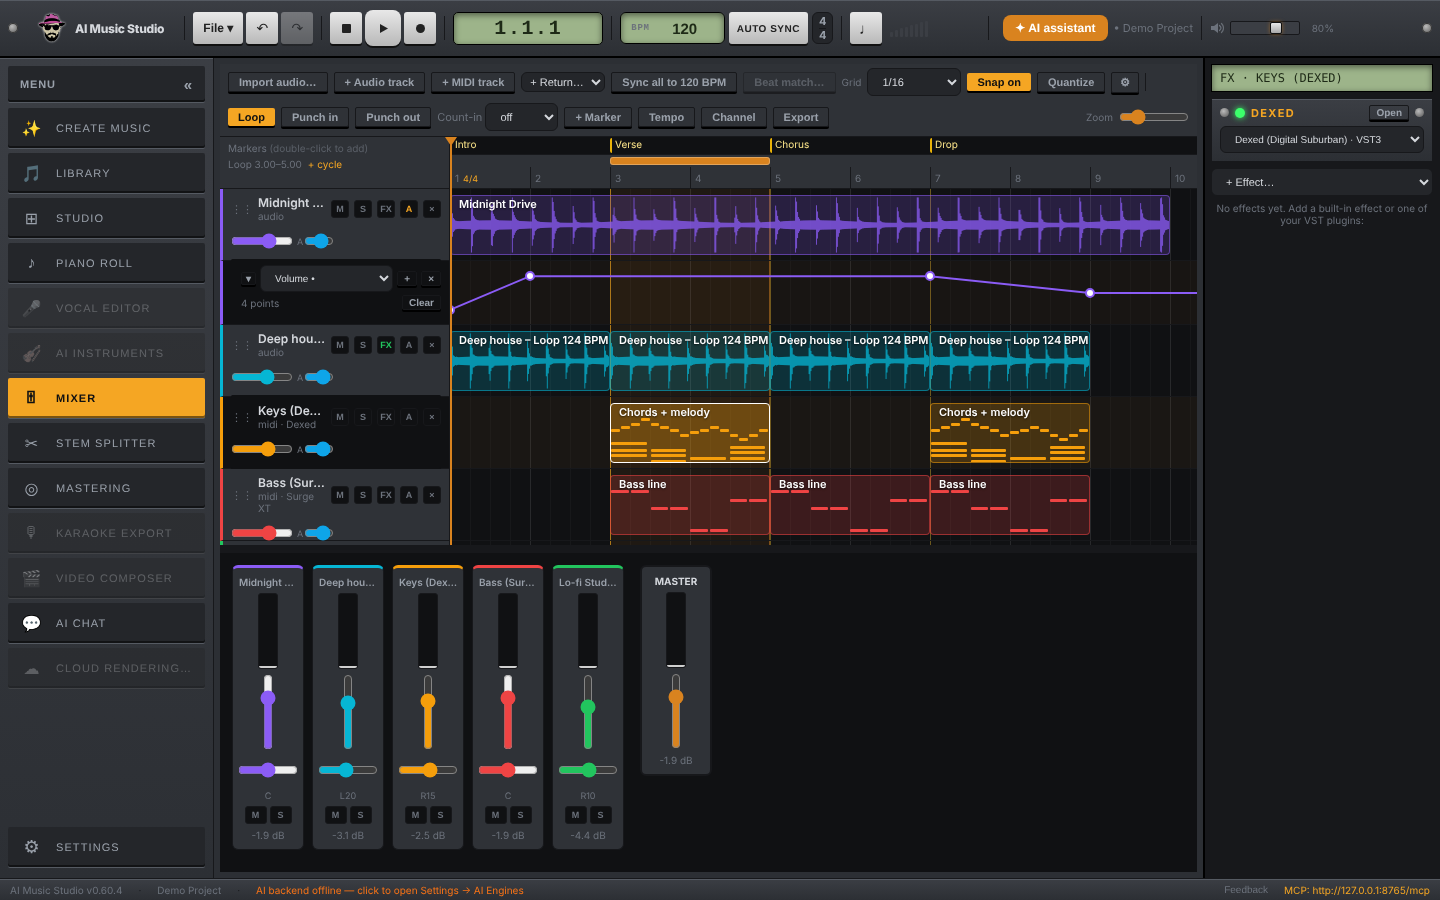 AI Music Studio
File ▾
1.1.1
BPM 120
AUTO SYNC
4
4
✦ AI assistant
• Demo Project
80%
MENU «
CREATE MUSIC
LIBRARY
STUDIO
PIANO ROLL
VOCAL EDITOR
AI INSTRUMENTS
MIXER
STEM SPLITTER
MASTERING
KARAOKE EXPORT
VIDEO COMPOSER
AI CHAT
CLOUD RENDERING...
SETTINGS
Import audio... + Audio track + MIDI track + Return... Sync all to 120 BPM Beat match... Grid 1/16 Snap on Quantize
Loop Punch in Punch out Count-in off + Marker Tempo Channel Export Zoom
Markers (double-click to add)
Loop 3.00–5.00 + cycle
Intro Verse Chorus Drop
1 4/4 2 3 4 5 6 7 8 9 10
Midnight ... M S FX A ×
audio
A
Midnight Drive
▾ Volume • + ×
4 points Clear
Deep hou... M S FX A ×
audio
A
Deep house – Loop 124 BPM Deep house – Loop 124 BPM Deep house – Loop 124 BPM Deep house – Loop 124 BPM
Keys (De... M S FX A ×
midi · Dexed
A
Chords + melody Chords + melody
Bass (Sur... M S FX A ×
midi · Surge
XT
A
Bass line Bass line Bass line
Midnight ... Deep hou... Keys (Dex... Bass (Sur... Lo-fi Stud... MASTER
C L20 R15 C R10
M S M S M S M S M S
-1.9 dB -3.1 dB -2.5 dB -1.9 dB -4.4 dB
-1.9 dB
FX · KEYS (DEXED)
DEXED Open
Dexed (Digital Suburban) · VST3
+ Effect...
No effects yet. Add a built-in effect or one of
your VST plugins:
AI Music Studio v0.60.4 · Demo Project · AI backend offline — click to open Settings → AI Engines Feedback MCP: http://127.0.0.1:8765/mcp